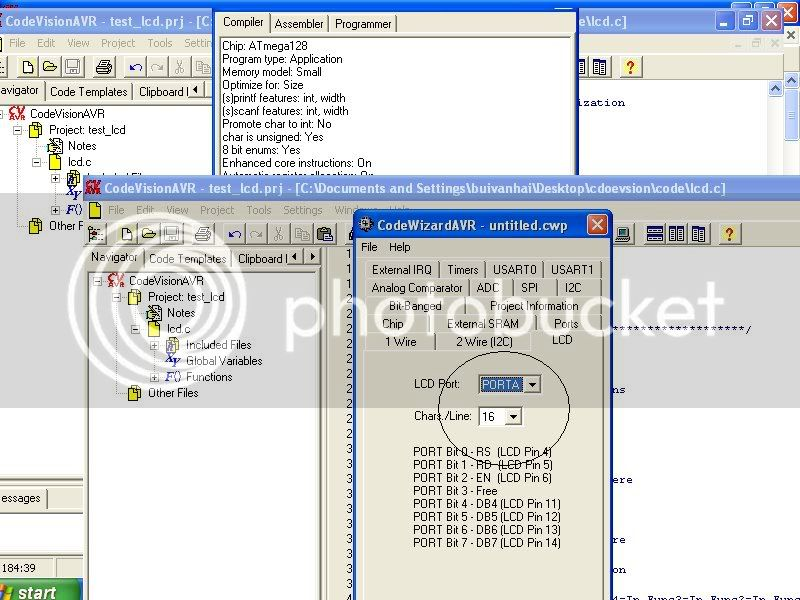 Compiler Assembler Programmer
CodeVisionAVR - test_lcd.prj - [C:
\lcd.c]
File Edit View Project Tools Settin
Chip: ATmega128
Program type: Application
Memory model: Small
Optimize for: Size
(s)printf features: int, width
(s)scanf features: int, width
Promote char to int: No
char is unsigned: Yes
8 bit enums: Yes
Enhanced core instructions: On
avigator Code Templates Clipboard
CodeVisionAVR
Project: test_lcd
Notes
lcd.c
F()
Other F
ization
CodeVisionAVR - test_lcd.prj - [C:\Documents and Settings\buivanhai\Desktop\cdoevsion\code\lcd.c]
File Edit View Project Tools Settings Wind
Navigator Code Templates Clipboard
CodeVisionAVR
Project: test_lcd
Notes
lcd.c
Included Files
Global Variables
F() Functions
Other Files
CodeWizardAVR - untitled.cwp
File Help
External IRQ Timers USART0 USART1
Analog Comparator ADC SPI I2C
Bit-Banged Project Information
Chip External SRAM Ports
1 Wire 2 Wire (I2C) LCD
LCD Port: PORTA
Chars./Line: 16
PORT Bit 0 - RS (LCD Pin 4)
PORT Bit 1 - RD (LCD Pin 5)
PORT Bit 2 - EN (LCD Pin 6)
PORT Bit 3 - Free
PORT Bit 4 - DB4 (LCD Pin 11)
PORT Bit 5 - DB5 (LCD Pin 12)
PORT Bit 6 - DB6 (LCD Pin 13)
PORT Bit 7 - DB7 (LCD Pin 14)
*******************/
ns
ere
re
on
essages
184:39
start
photobucket